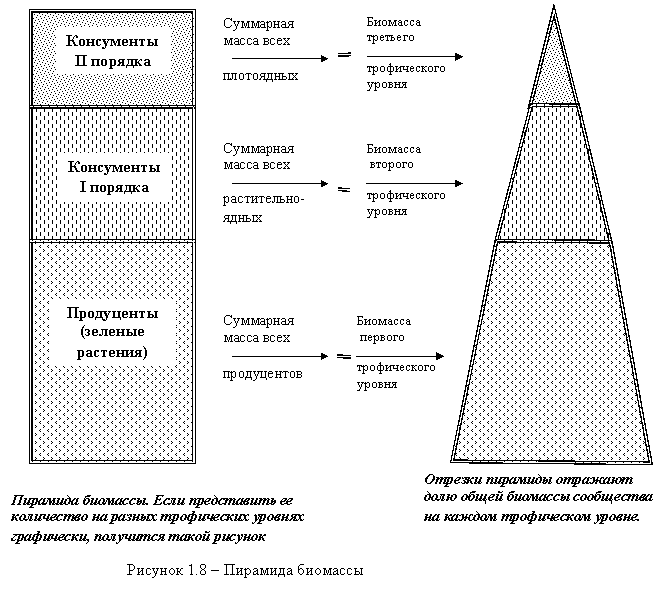 Консументы
II порядка
Суммарная
масса всех
плотоядных
=
Биомасса
третьего
трофического
уровня
Консументы
I порядка
Суммарная
масса всех
растительно-
ядных
=
Биомасса
второго
трофического
уровня
Продуценты
(зеленые
растения)
Суммарная
масса всех
продуцентов
=
Биомасса
первого
трофического
уровня
Пирамида биомассы. Если представить ее
количество на разных трофических уровнях
графически, получится такой рисунок
Отрезки пирамиды отражают
долю общей биомассы сообщества
на каждом трофическом уровне.
Рисунок 1.8 – Пирамида биомассы